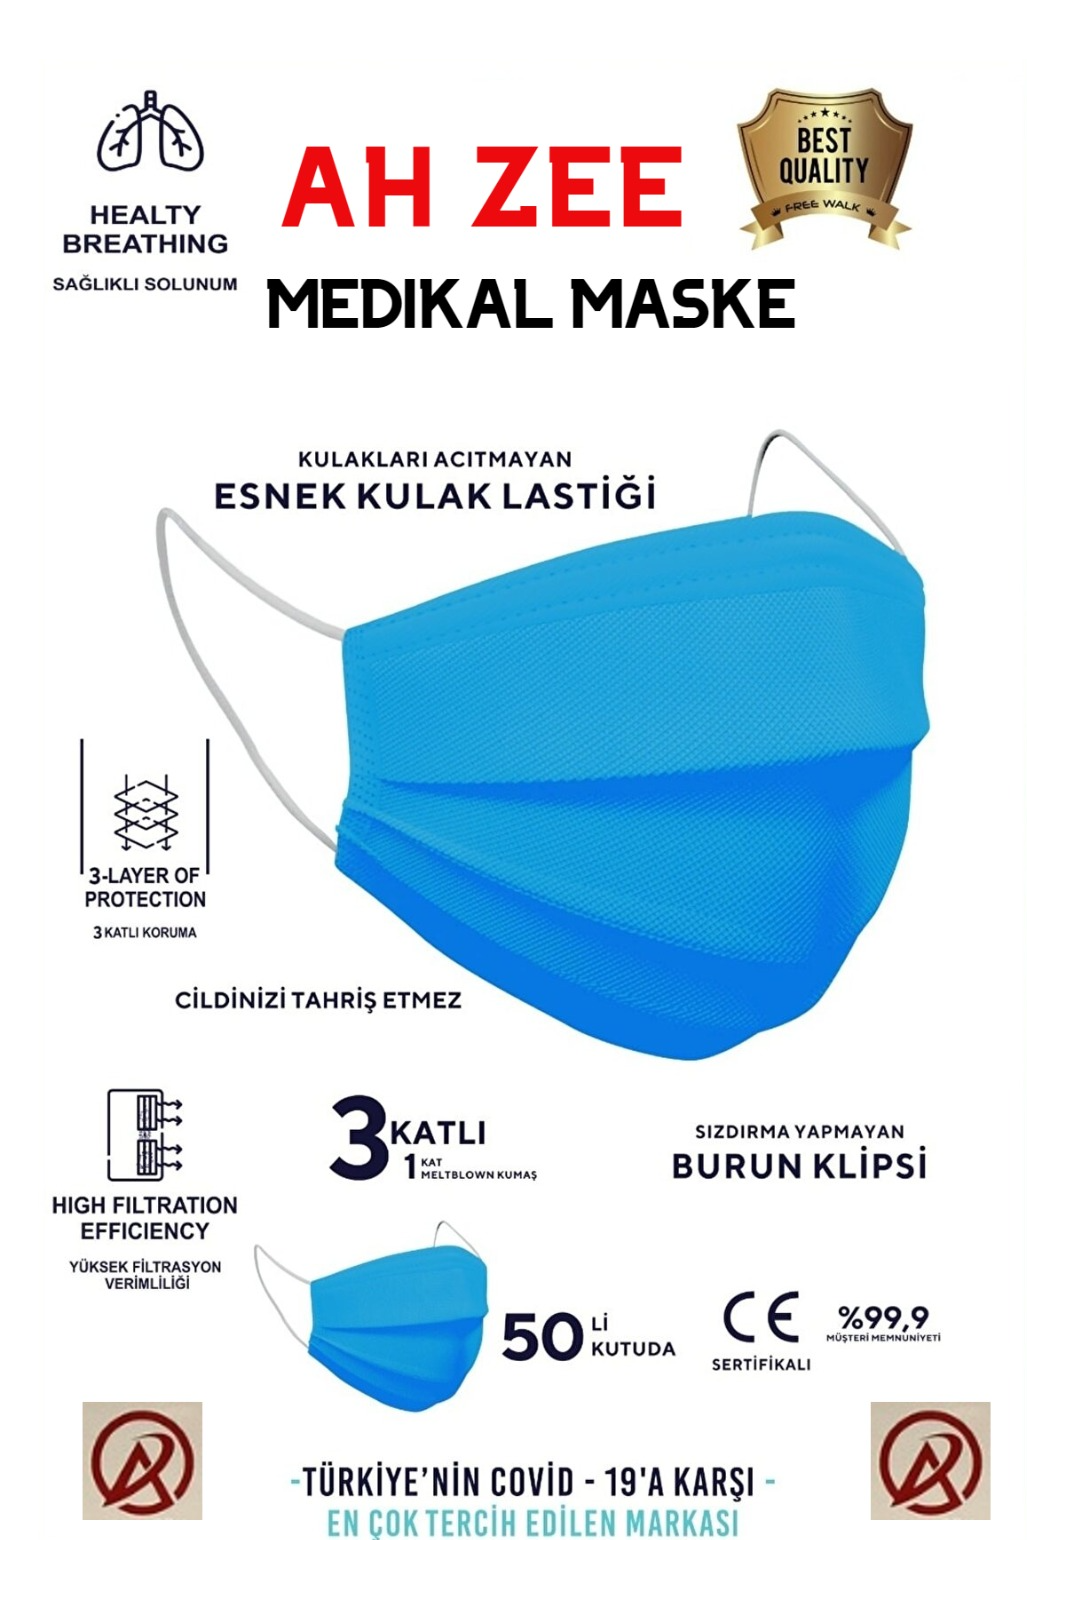 HEALTY
BREATHING
SAĞLIKLI SOLUNUM
AH ZEE
MEDIKAL MASKE
BEST
QUALITY
FREE WALK
KULAKLARI ACITMAYAN
ESNEK KULAK LASTİĞİ
3-LAYER OF
PROTECTION
3 KATLI KORUMA
CİLDİNİZİ TAHRİŞ ETMEZ
HIGH FILTRATION
EFFICIENCY
YÜKSEK FİLTRASYON
VERİMLİLİĞİ
3 KATLI
1 KAT
MELTBLOWN KUMAŞ
SIZDIRMA YAPMAYAN
BURUN KLİPSİ
50 Lİ
KUTUDA
CE
SERTİFİKALI
%99,9
MÜŞTERİ MEMNUNİYETİ
-TÜRKİYE'NİN COVİD - 19'A KARŞI -
EN ÇOK TERCİH EDİLEN MARKASI